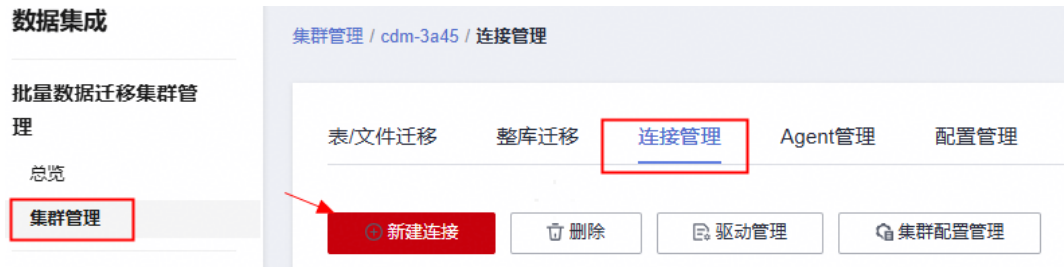 数据集成
批量数据迁移集群管
理
总览
集群管理
集群管理 / cdm-3a45 / 连接管理
表/文件迁移 整库迁移 连接管理 Agent管理 配置管理
新建连接 删除 驱动管理 集群配置管理